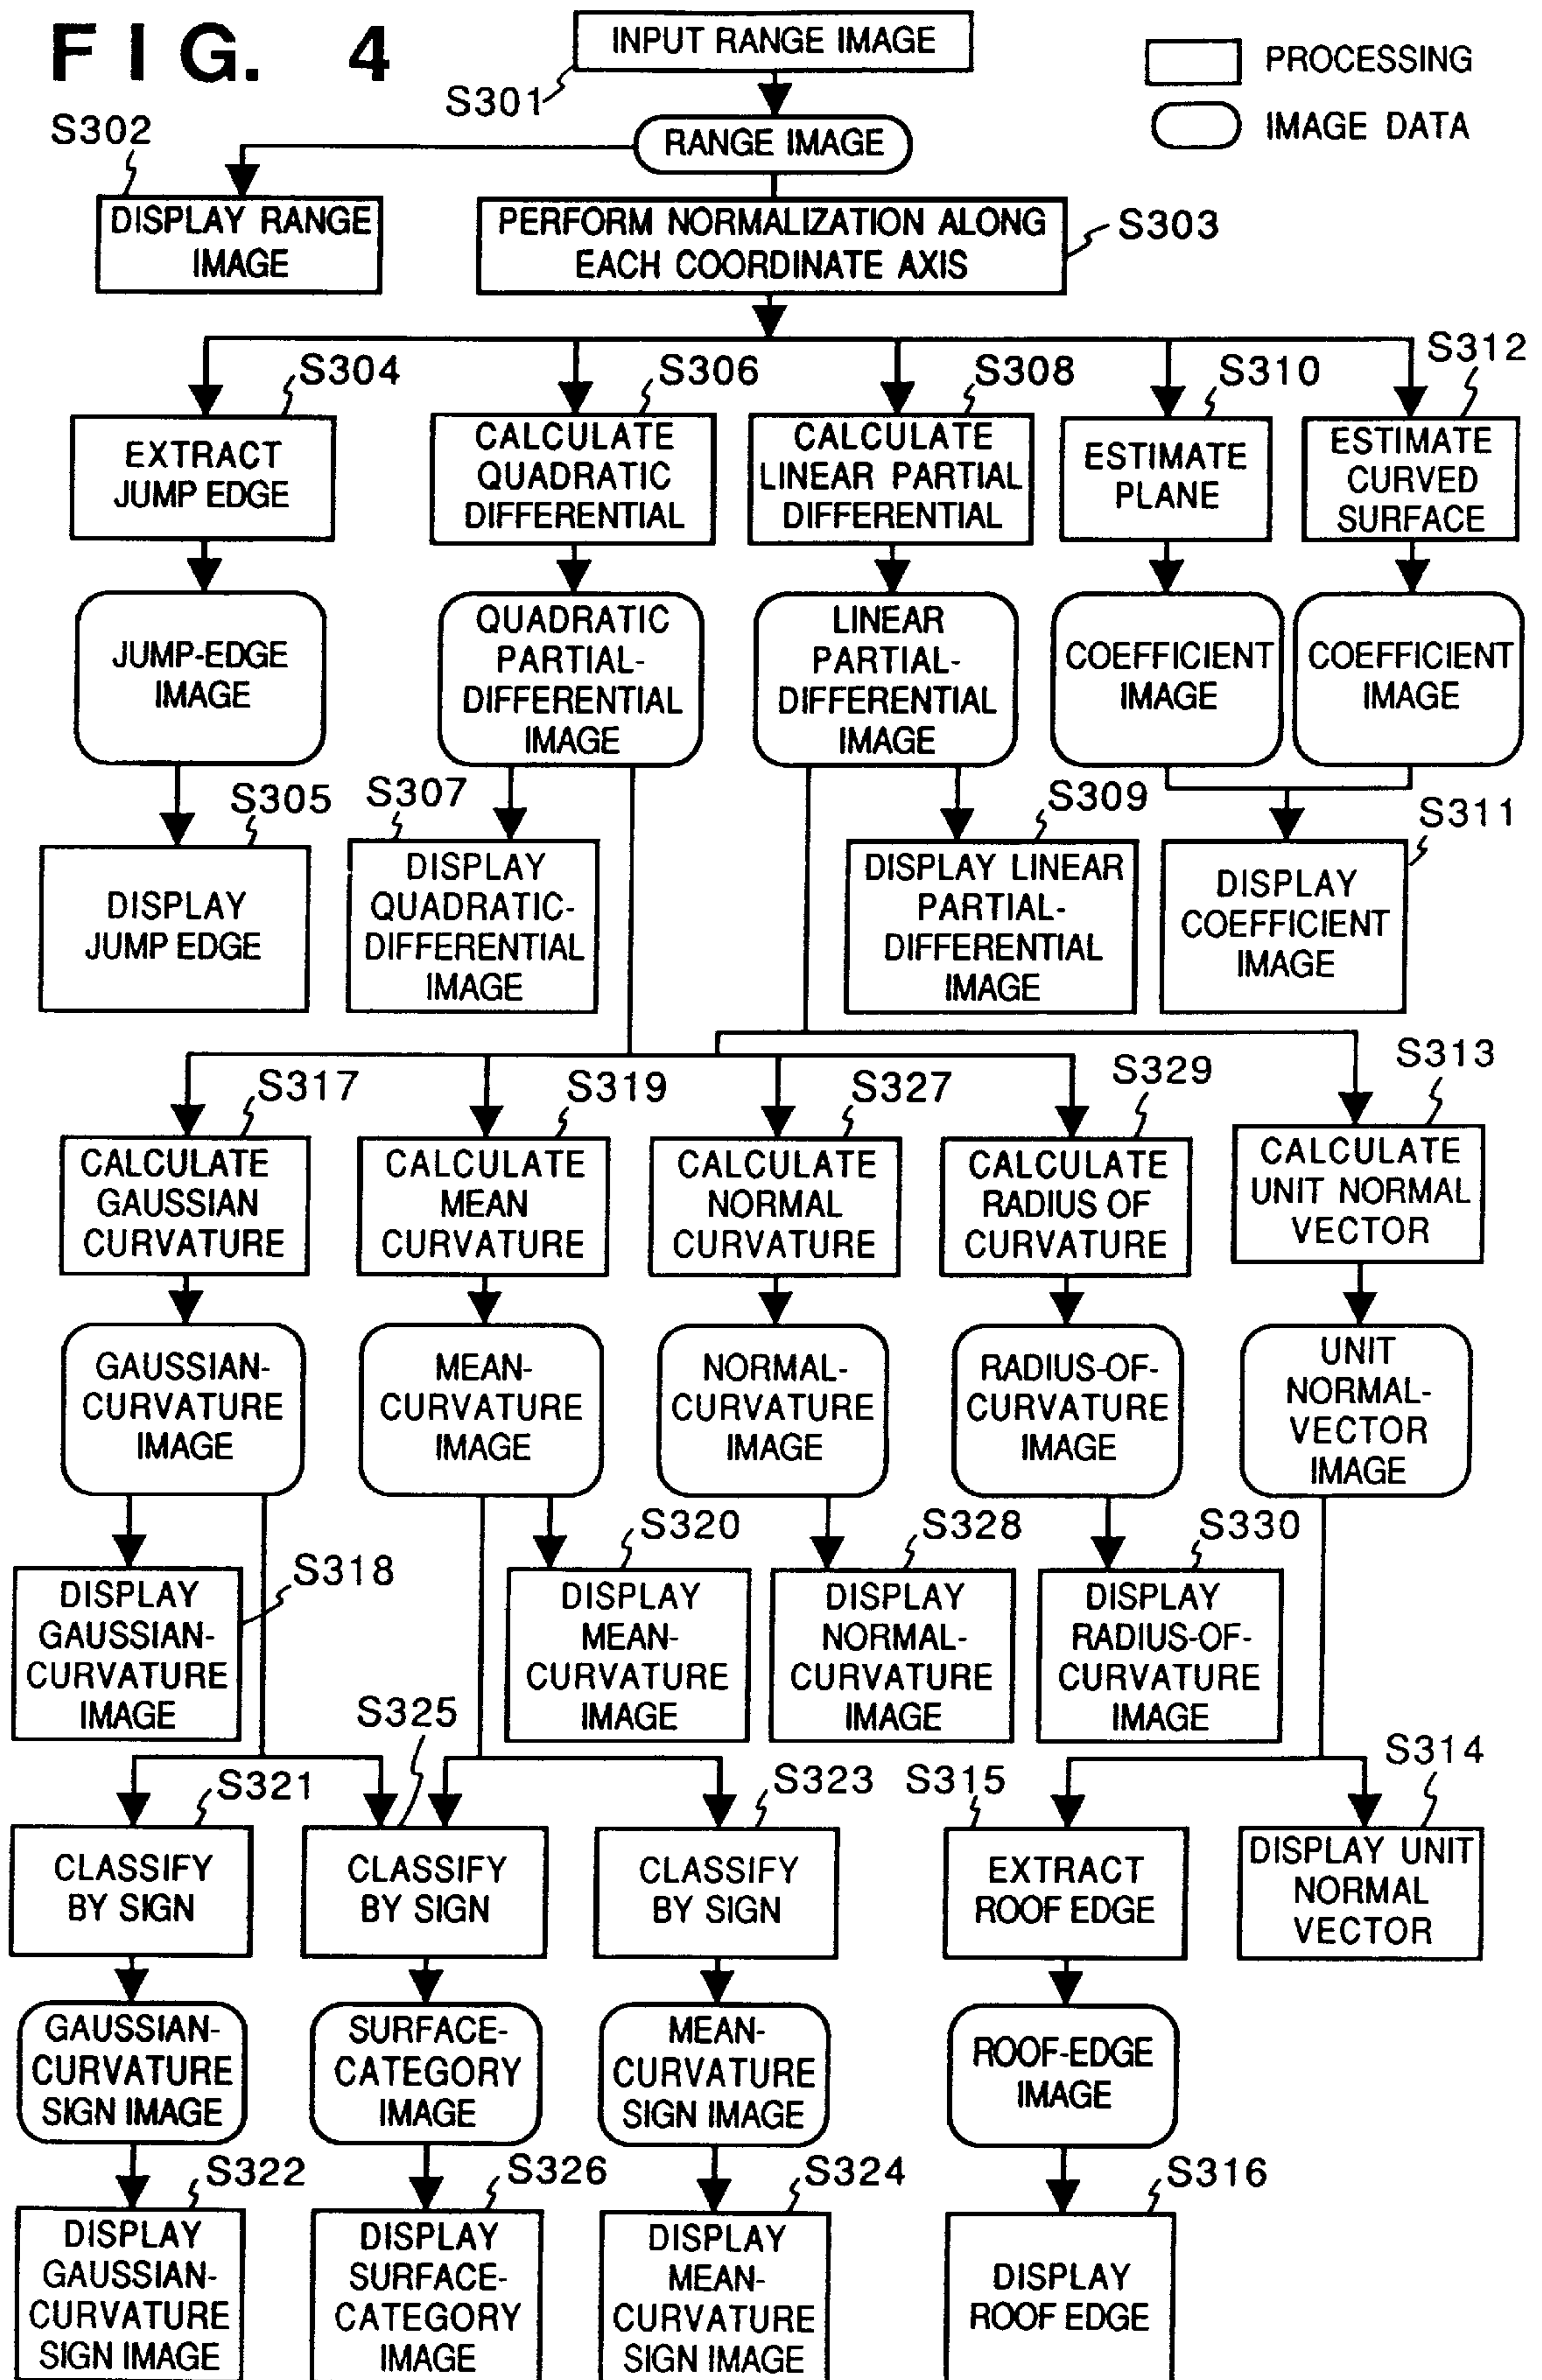 FIG. 4
INPUT RANGE IMAGE
S301
PROCESSING
IMAGE DATA
RANGE IMAGE
S302
DISPLAY RANGE
IMAGE
PERFORM NORMALIZATION ALONG
EACH COORDINATE AXIS
S303
S304
EXTRACT
JUMP EDGE
S306
CALCULATE
QUADRATIC
DIFFERENTIAL
S308
CALCULATE
LINEAR PARTIAL
DIFFERENTIAL
S310
ESTIMATE
PLANE
S312
ESTIMATE
CURVED
SURFACE
JUMP-EDGE
IMAGE
QUADRATIC
PARTIAL-
DIFFERENTIAL
IMAGE
LINEAR
PARTIAL-
DIFFERENTIAL
IMAGE
COEFFICIENT
IMAGE
COEFFICIENT
IMAGE
S305
DISPLAY
JUMP EDGE
S307
DISPLAY
QUADRATIC-
DIFFERENTIAL
IMAGE
S309
DISPLAY LINEAR
PARTIAL-
DIFFERENTIAL
IMAGE
S311
DISPLAY
COEFFICIENT
IMAGE
S317
CALCULATE
GAUSSIAN
CURVATURE
S319
CALCULATE
MEAN
CURVATURE
S327
CALCULATE
NORMAL
CURVATURE
S329
CALCULATE
RADIUS OF
CURVATURE
S313
CALCULATE
UNIT NORMAL
VECTOR
GAUSSIAN-
CURVATURE
IMAGE
MEAN-
CURVATURE
IMAGE
NORMAL-
CURVATURE
IMAGE
RADIUS-OF-
CURVATURE
IMAGE
UNIT
NORMAL-
VECTOR
IMAGE
S318
DISPLAY
GAUSSIAN-
CURVATURE
IMAGE
S320
DISPLAY
MEAN-
CURVATURE
IMAGE
S328
DISPLAY
NORMAL-
CURVATURE
IMAGE
S330
DISPLAY
RADIUS-OF-
CURVATURE
IMAGE
S321
CLASSIFY
BY SIGN
S325
CLASSIFY
BY SIGN
S323
CLASSIFY
BY SIGN
S315
EXTRACT
ROOF EDGE
S314
DISPLAY UNIT
NORMAL
VECTOR
GAUSSIAN-
CURVATURE
SIGN IMAGE
SURFACE-
CATEGORY
IMAGE
MEAN-
CURVATURE
SIGN IMAGE
ROOF-EDGE
IMAGE
S322
DISPLAY
GAUSSIAN-
CURVATURE
SIGN IMAGE
S326
DISPLAY
SURFACE-
CATEGORY
IMAGE
S324
DISPLAY
MEAN-
CURVATURE
SIGN IMAGE
S316
DISPLAY
ROOF EDGE